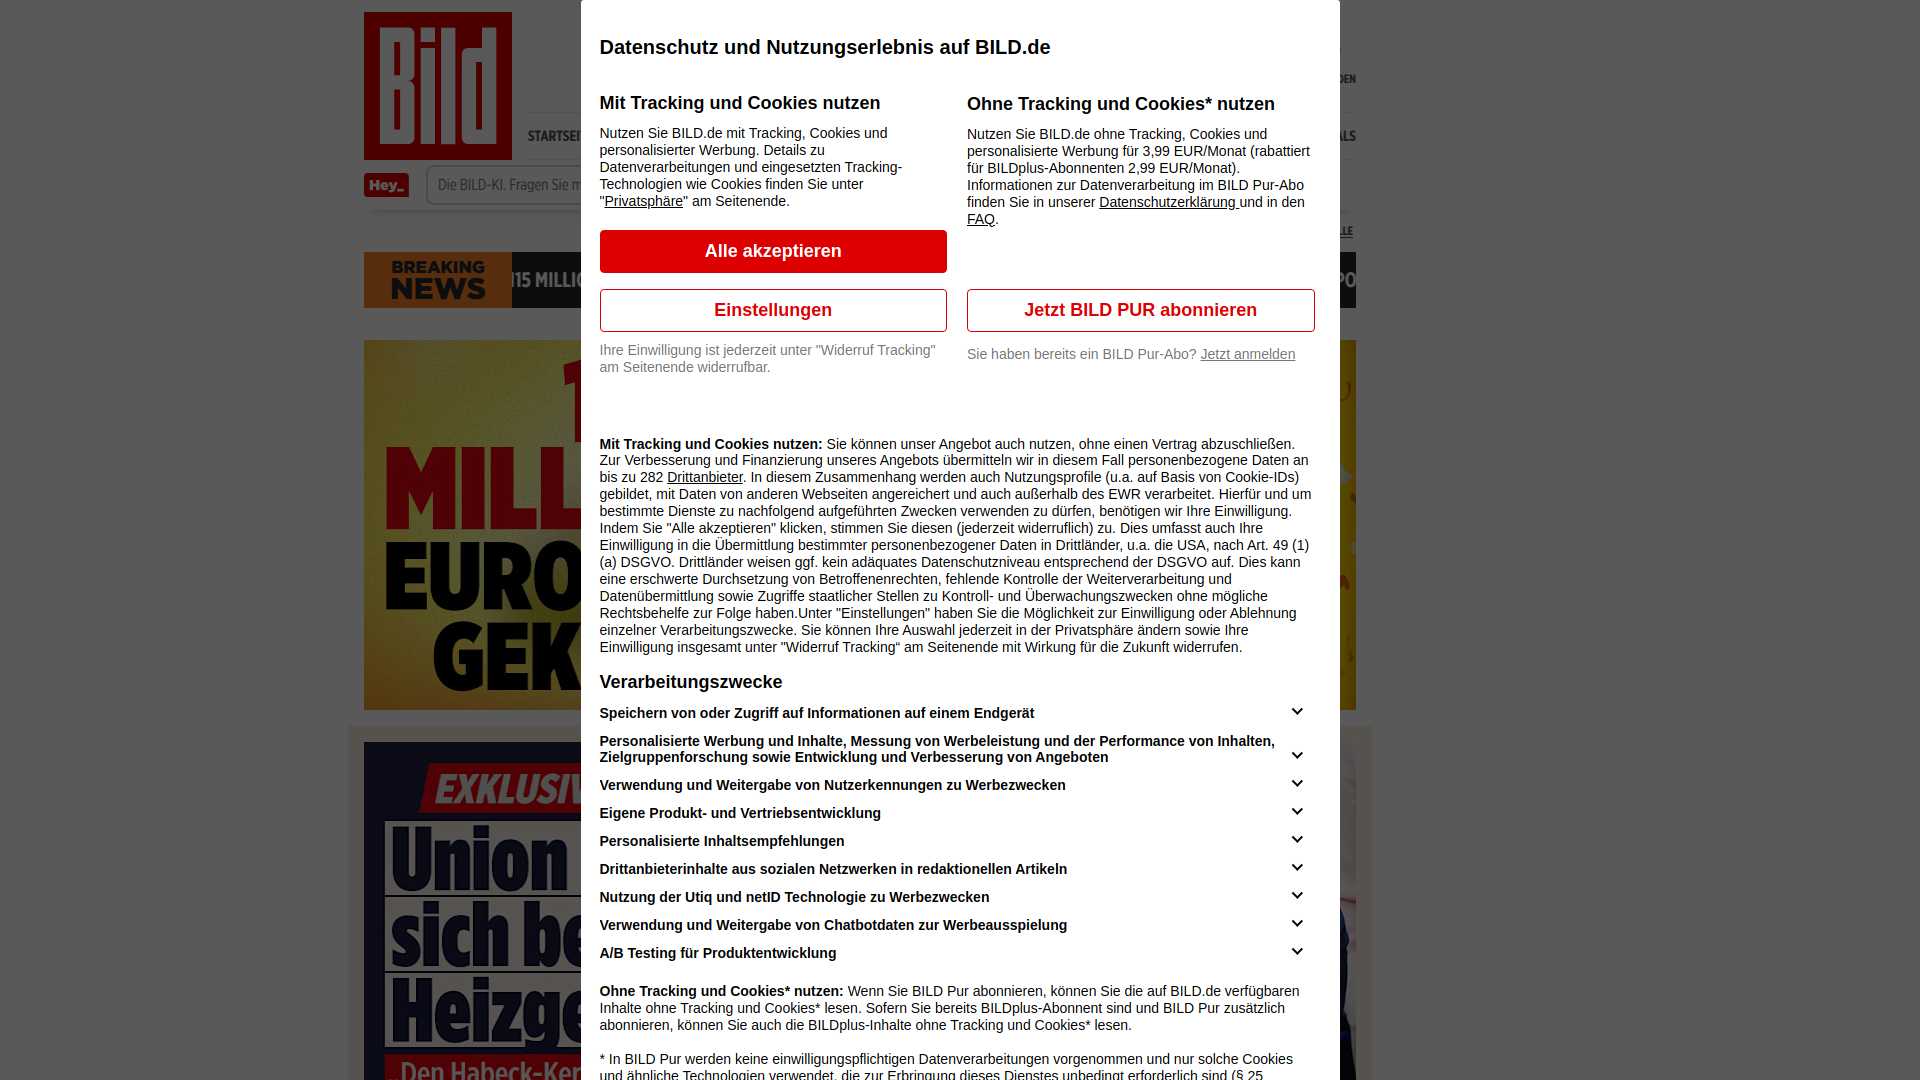 Bild
STARTSEI
Hey_
Die BILD-KI. Fragen Sie m
BREAKING
NEWS
115 MILLIO
MILL
EURO
GEK
EXKLUSIV
Union
sich be
Heizge
Den Habeck-Ker
Datenschutz und Nutzungserlebnis auf BILD.de
Mit Tracking und Cookies nutzen
Nutzen Sie BILD.de mit Tracking, Cookies und
personalisierter Werbung. Details zu
Datenverarbeitungen und eingesetzten Tracking-
Technologien wie Cookies finden Sie unter
"Privatsphäre" am Seitenende.
Alle akzeptieren
Einstellungen
Ihre Einwilligung ist jederzeit unter "Widerruf Tracking"
am Seitenende widerrufbar.
Ohne Tracking und Cookies* nutzen
Nutzen Sie BILD.de ohne Tracking, Cookies und
personalisierte Werbung für 3,99 EUR/Monat (rabattiert
für BILDplus-Abonnenten 2,99 EUR/Monat).
Informationen zur Datenverarbeitung im BILD Pur-Abo
finden Sie in unserer Datenschutzerklärung und in den
FAQ.
Jetzt BILD PUR abonnieren
Sie haben bereits ein BILD Pur-Abo? Jetzt anmelden
Mit Tracking und Cookies nutzen: Sie können unser Angebot auch nutzen, ohne einen Vertrag abzuschließen.
Zur Verbesserung und Finanzierung unseres Angebots übermitteln wir in diesem Fall personenbezogene Daten an
bis zu 282 Drittanbieter. In diesem Zusammenhang werden auch Nutzungsprofile (u.a. auf Basis von Cookie-IDs)
gebildet, mit Daten von anderen Webseiten angereichert und auch außerhalb des EWR verarbeitet. Hierfür und um
bestimmte Dienste zu nachfolgend aufgeführten Zwecken verwenden zu dürfen, benötigen wir Ihre Einwilligung.
Indem Sie "Alle akzeptieren" klicken, stimmen Sie diesen (jederzeit widerruflich) zu. Dies umfasst auch Ihre
Einwilligung in die Übermittlung bestimmter personenbezogener Daten in Drittländer, u.a. die USA, nach Art. 49 (1)
(a) DSGVO. Drittländer weisen ggf. kein adäquates Datenschutzniveau entsprechend der DSGVO auf. Dies kann
eine erschwerte Durchsetzung von Betroffenenrechten, fehlende Kontrolle der Weiterverarbeitung und
Datenübermittlung sowie Zugriffe staatlicher Stellen zu Kontroll- und Überwachungszwecken ohne mögliche
Rechtsbehelfe zur Folge haben.Unter "Einstellungen" haben Sie die Möglichkeit zur Einwilligung oder Ablehnung
einzelner Verarbeitungszwecke. Sie können Ihre Auswahl jederzeit in der Privatsphäre ändern sowie Ihre
Einwilligung insgesamt unter "Widerruf Tracking“ am Seitenende mit Wirkung für die Zukunft widerrufen.
Verarbeitungszwecke
Speichern von oder Zugriff auf Informationen auf einem Endgerät
Personalisierte Werbung und Inhalte, Messung von Werbeleistung und der Performance von Inhalten,
Zielgruppenforschung sowie Entwicklung und Verbesserung von Angeboten
Verwendung und Weitergabe von Nutzerkennungen zu Werbezwecken
Eigene Produkt- und Vertriebsentwicklung
Personalisierte Inhaltsempfehlungen
Drittanbieterinhalte aus sozialen Netzwerken in redaktionellen Artikeln
Nutzung der Utiq und netID Technologie zu Werbezwecken
Verwendung und Weitergabe von Chatbotdaten zur Werbeausspielung
A/B Testing für Produktentwicklung
Ohne Tracking und Cookies* nutzen: Wenn Sie BILD Pur abonnieren, können Sie die auf BILD.de verfügbaren
Inhalte ohne Tracking und Cookies* lesen. Sofern Sie bereits BILDplus-Abonnent sind und BILD Pur zusätzlich
abonnieren, können Sie auch die BILDplus-Inhalte ohne Tracking und Cookies* lesen.
* In BILD Pur werden keine einwilligungspflichtigen Datenverarbeitungen vorgenommen und nur solche Cookies
und ähnliche Technologien verwendet, die zur Erbringung dieses Dienstes unbedingt erforderlich sind (§ 25